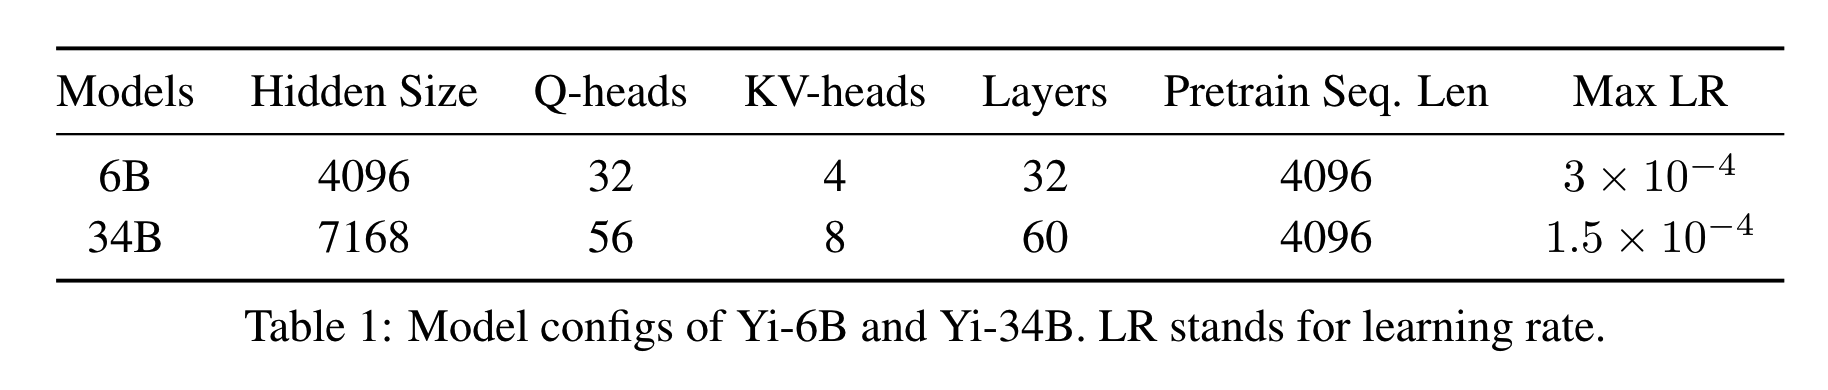 Models Hidden Size Q-heads KV-heads Layers Pretrain Seq. Len Max LR
6B 4096 32 4 32 4096 3 × 10⁻⁴
34B 7168 56 8 60 4096 1.5 × 10⁻⁴
Table 1: Model configs of Yi-6B and Yi-34B. LR stands for learning rate.